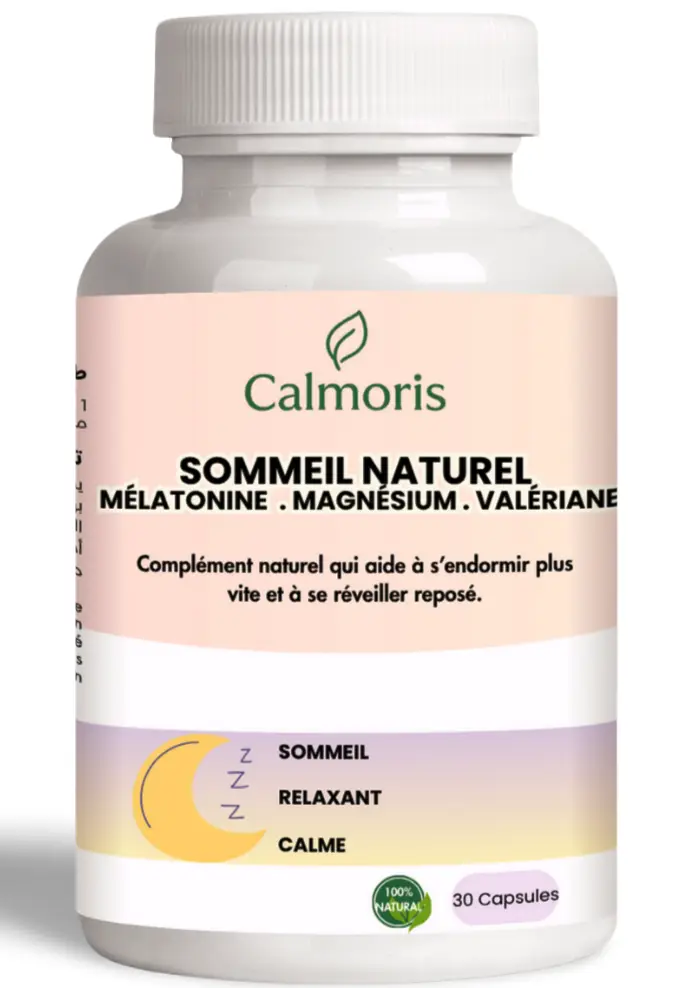 Calmoris
SOMMEIL NATUREL
MÉLATONINE . MAGNÉSIUM . VALÉRIANE
Complément naturel qui aide à s’endormir plus
vite et à se réveiller reposé.
Z
Z
Z
SOMMEIL
RELAXANT
CALME
100%
NATURAL
30 Capsules